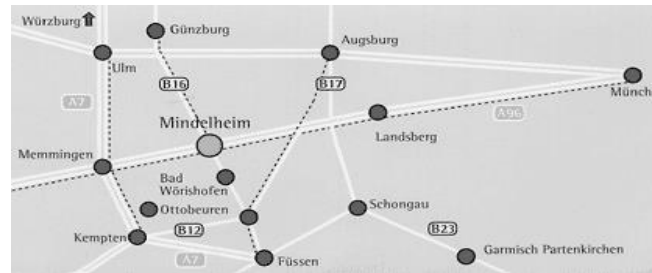 Würzburg
Günzburg
Augsburg
Ulm
B16
B17
Münch
A7
A96
Mindelheim
Landsberg
Memmingen
Bad
Wörishofen
Ottobeuren
Schongau
B12
B23
Kempten
A7
Füssen
Garmisch Partenkirchen